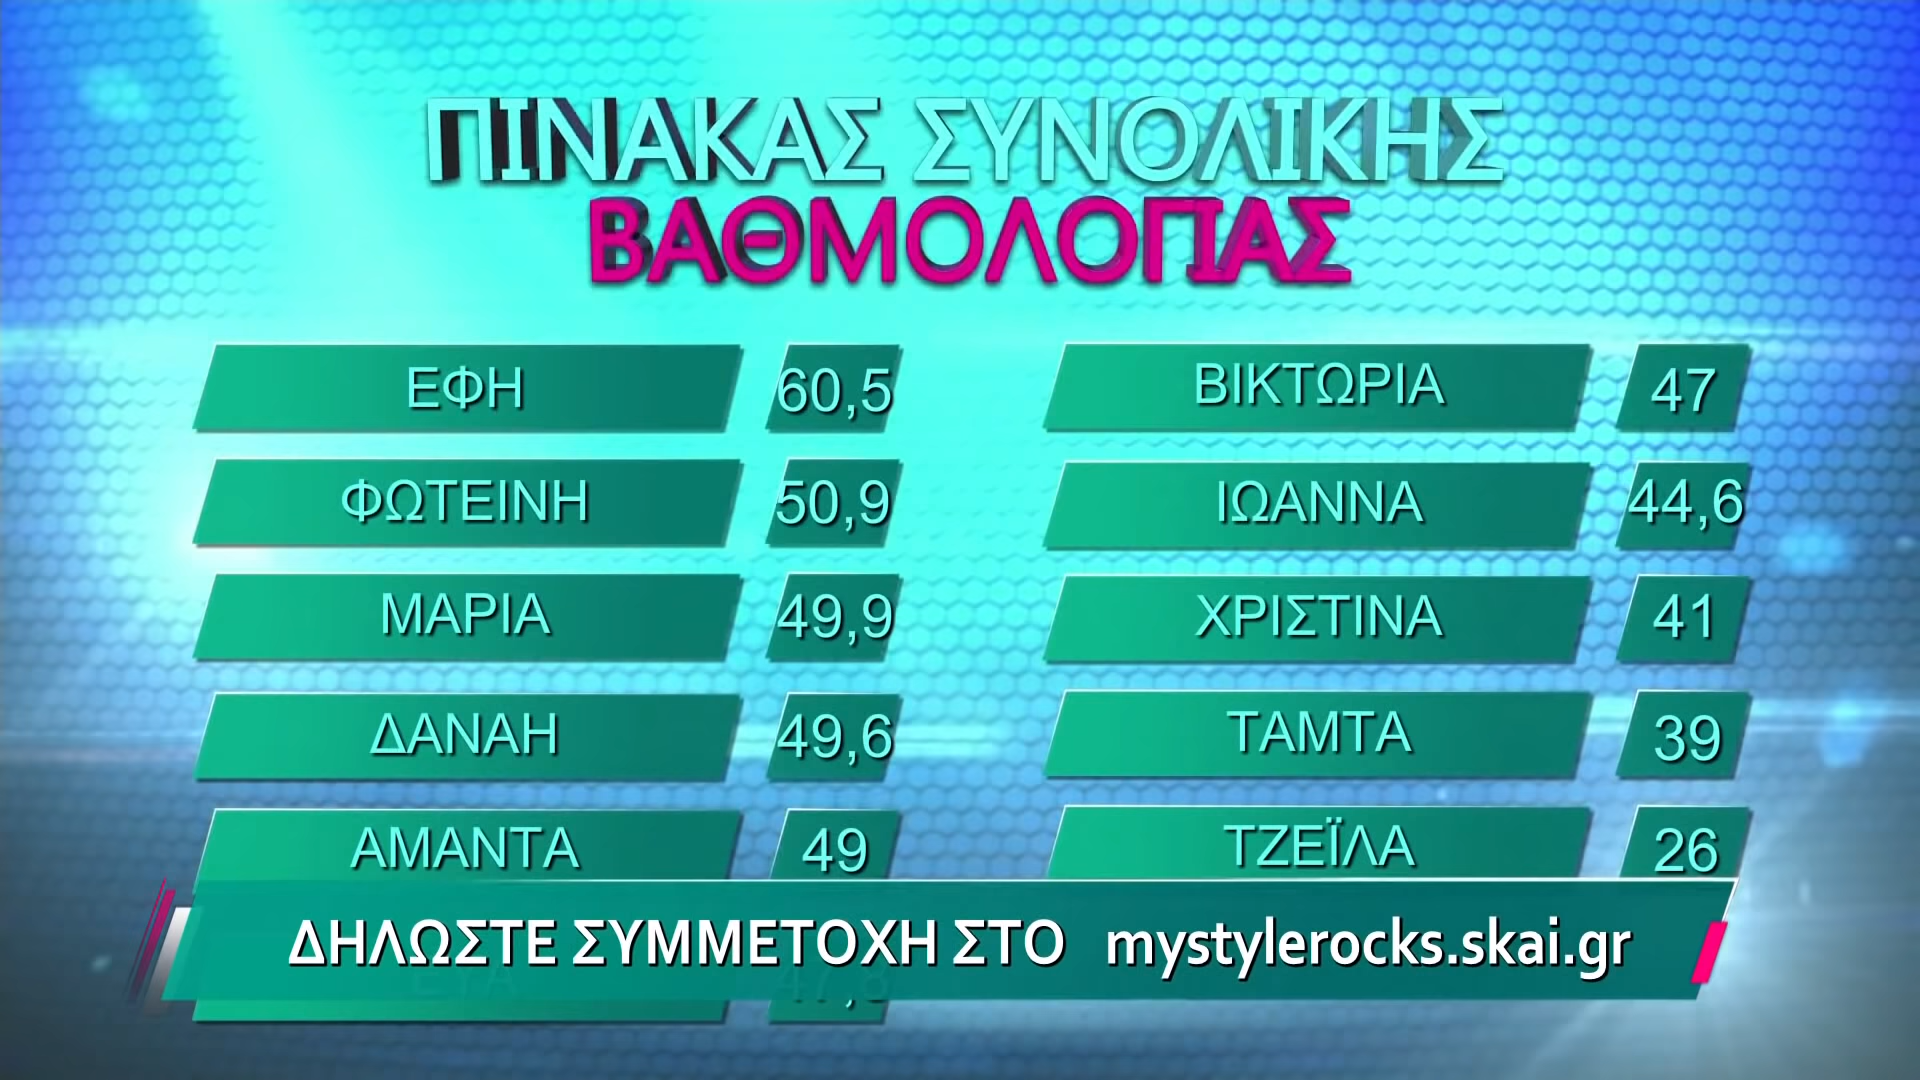 ΠΙΝΑΚΑΣ ΣΥΝΟΛΙΚΗΣ
ΒΑΘΜΟΛΟΓΙΑΣ
ΕΦΗ 60,5
ΦΩΤΕΙΝΗ 50,9
ΜΑΡΙΑ 49,9
ΔΑΝΑΗ 49,6
ΑΜΑΝΤΑ 49
ΒΙΚΤΩΡΙΑ 47
ΙΩΑΝΝΑ 44,6
ΧΡΙΣΤΙΝΑ 41
ΤΑΜΤΑ 39
ΤΖΕΪΛΑ 26
ΔΗΛΩΣΤΕ ΣΥΜΜΕΤΟΧΗ ΣΤΟ mystylerocks.skai.gr